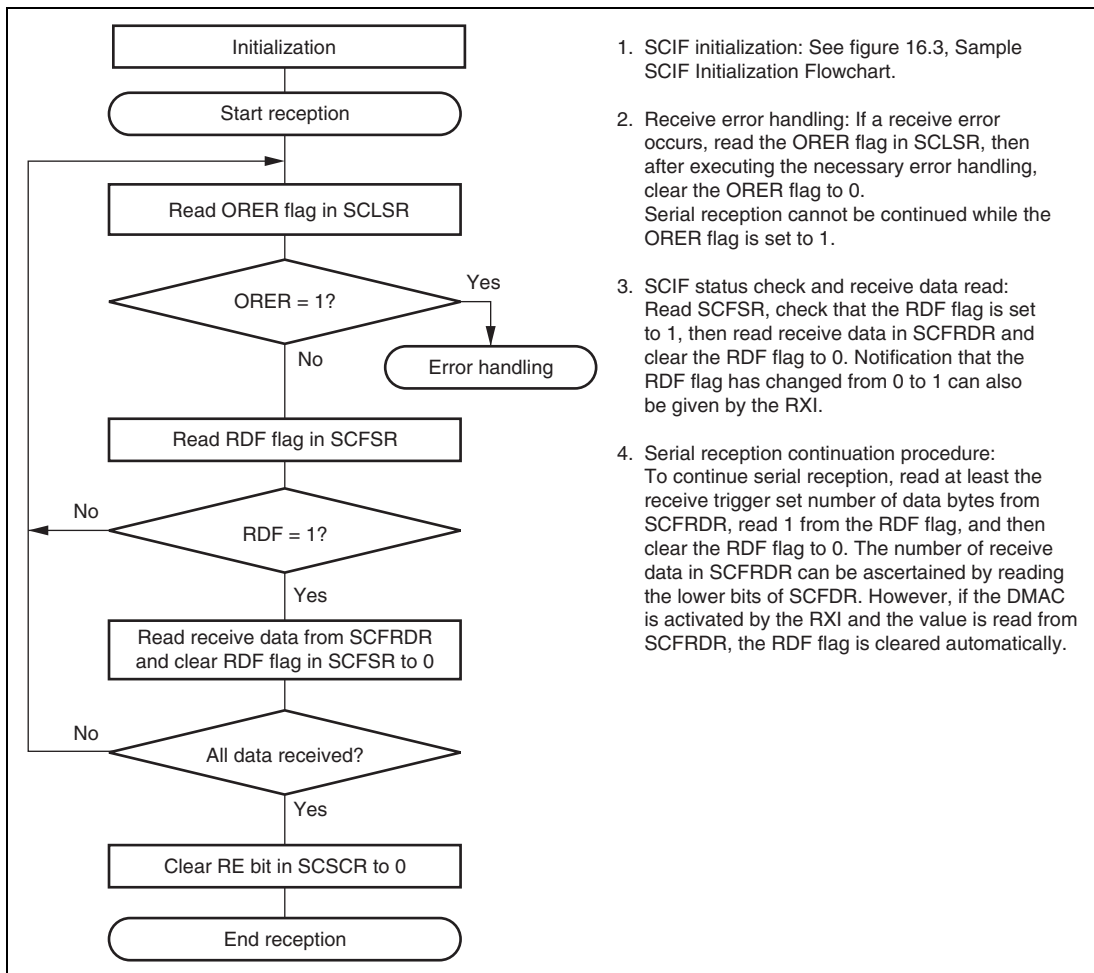 Initialization
Start reception
Read ORER flag in SCLSR
ORER = 1?
Yes
No
Error handling
Read RDF flag in SCFSR
No
RDF = 1?
Yes
Read receive data from SCFRDR
and clear RDF flag in SCFSR to 0
No
All data received?
Yes
Clear RE bit in SCSCR to 0
End reception
1. SCIF initialization: See figure 16.3, Sample
SCIF Initialization Flowchart.
2. Receive error handling: If a receive error
occurs, read the ORER flag in SCLSR, then
after executing the necessary error handling,
clear the ORER flag to 0.
Serial reception cannot be continued while the
ORER flag is set to 1.
3. SCIF status check and receive data read:
Read SCFSR, check that the RDF flag is set
to 1, then read receive data in SCFRDR and
clear the RDF flag to 0. Notification that the
RDF flag has changed from 0 to 1 can also
be given by the RXI.
4. Serial reception continuation procedure:
To continue serial reception, read at least the
receive trigger set number of data bytes from
SCFRDR, read 1 from the RDF flag, and then
clear the RDF flag to 0. The number of receive
data in SCFRDR can be ascertained by reading
the lower bits of SCFDR. However, if the DMAC
is activated by the RXI and the value is read from
SCFRDR, the RDF flag is cleared automatically.